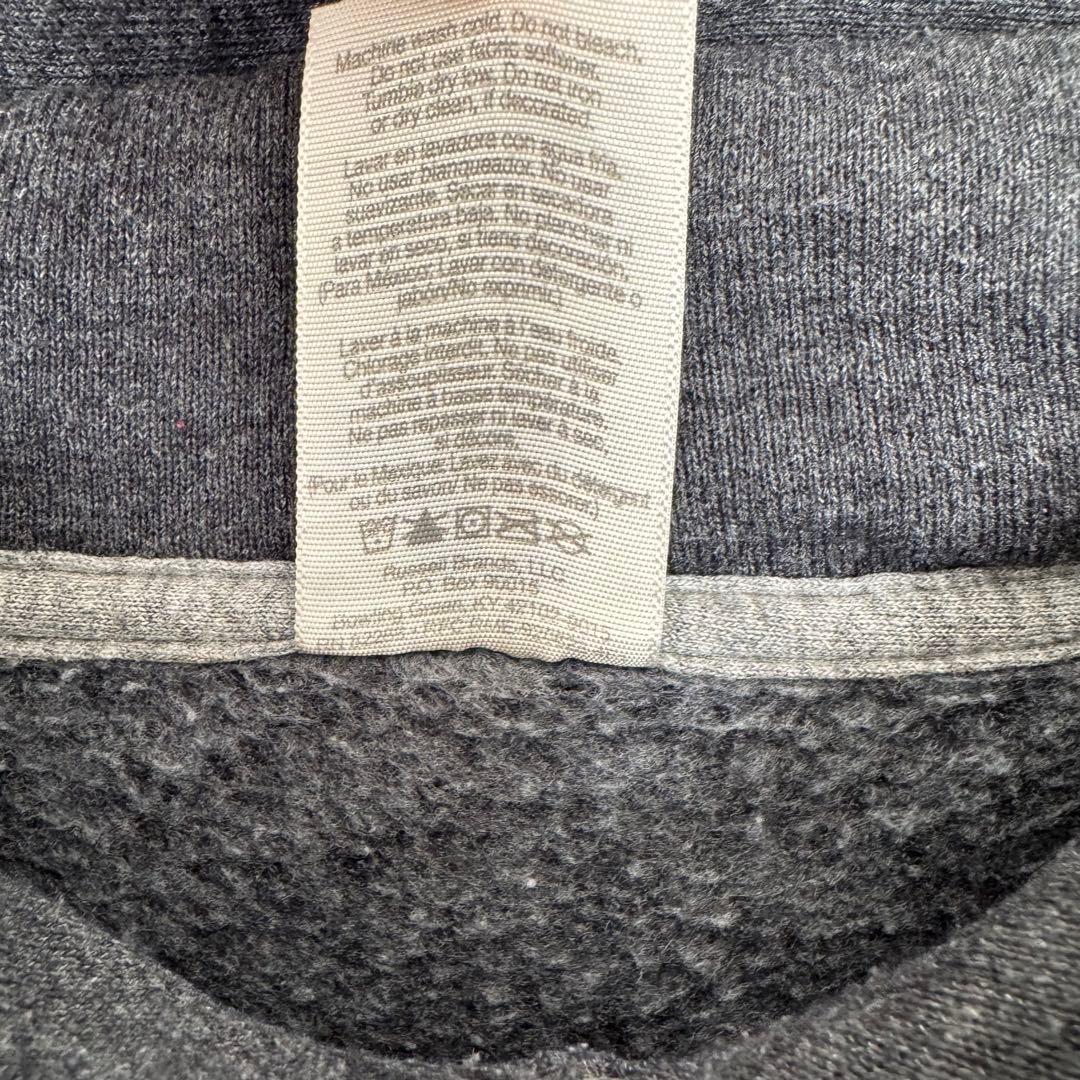 Machine wash cold. Do not bleach.
Do not use fabric softener.
Tumble dry low. Do not iron
or dry clean, if decorated.
Lavar en lavadora con agua fría.
No usar blanqueador. No usar
suavizante. Secar en secadora
a temperatura baja. No planchar ni
lavar en seco, si tiene decoración.
(Para México: Lavar con detergente o
jabón/No exprimir.)
Laver à la machine à l'eau froide.
Chlorage interdit. Ne pas utiliser
d'assouplisseur. Sécher à la
machine à basse température.
Ne pas repasser ni laver à sec,
si décoré.
(Pour le Mexique: Lavez avec du détergent
ou du savon/ Ne pas essorer.)
Russell Brands, LLC
P.O. Box
Bowling Green, KY